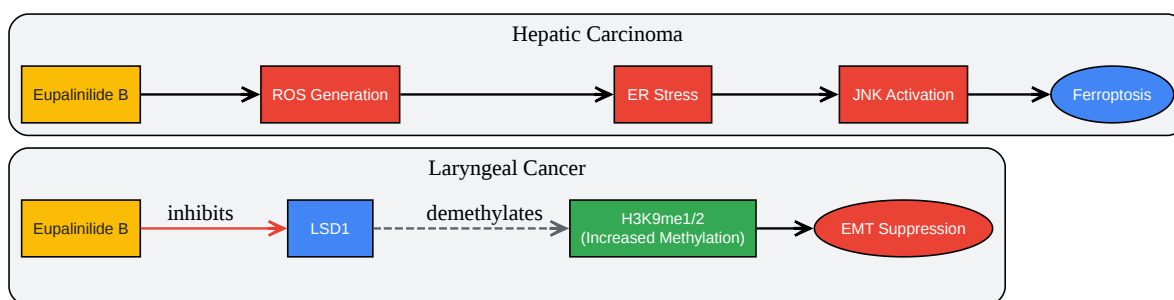 Hepatic Carcinoma
Eupalinilide B
ROS Generation
ER Stress
JNK Activation
Ferroptosis
Laryngeal Cancer
Eupalinilide B
inhibits
LSD1
demethylates
H3K9me1/2
(Increased Methylation)
EMT Suppression